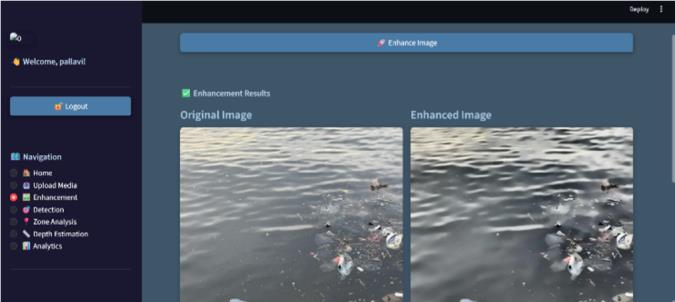 Deploy
👋 Welcome, pallavi!
🔐 Logout
🗺️ Navigation
🏠 Home
📤 Upload Media
🖼️ Enhancement
🎯 Detection
📍 Zone Analysis
📏 Depth Estimation
📊 Analytics
🚀 Enhance Image
✅ Enhancement Results
Original Image
Enhanced Image